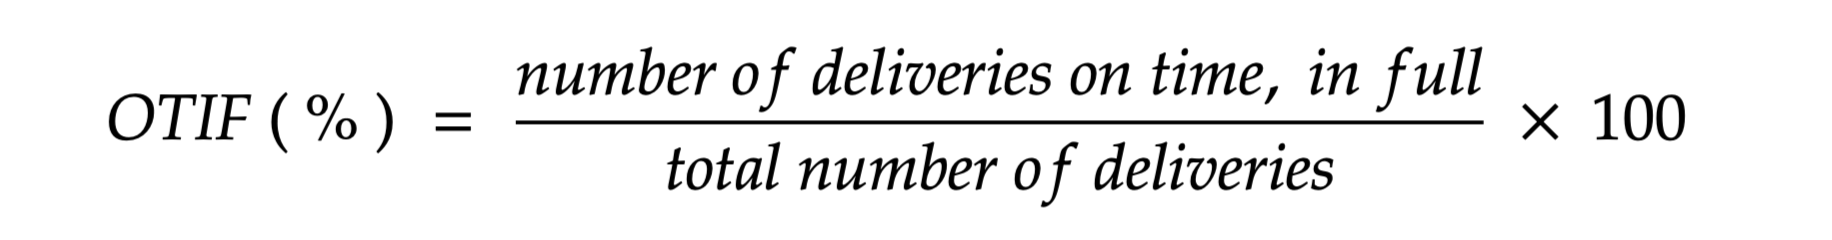 OTIF ( % ) = number of deliveries on time, in full / total number of deliveries × 100